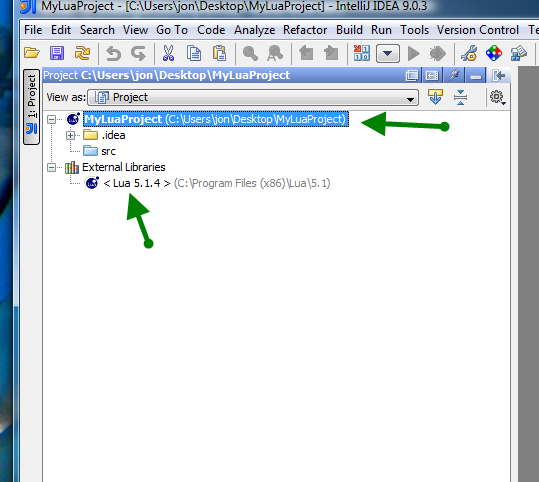 MyLuaProject - [C:\Users\jon\Desktop\MyLuaProject] - IntelliJ IDEA 9.0.3
File Edit Search View Go To Code Analyze Refactor Build Run Tools Version Control
Project C:\Users\jon\Desktop\MyLuaProject
1: Project
View as: Project
MyLuaProject (C:\Users\jon\Desktop\MyLuaProject)
.idea
src
External Libraries
< Lua 5.1.4 > (C:\Program Files (x86)\Lua\5.1)